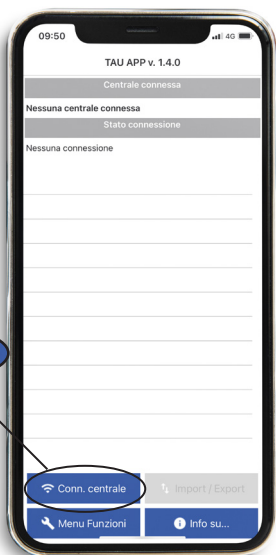 09:50
4G
TAU APP v. 1.4.0
Centrale connessa
Nessuna centrale connessa
Stato connessione
Nessuna connessione
Conn. centrale
Import / Export
Menu Funzioni
Info su...